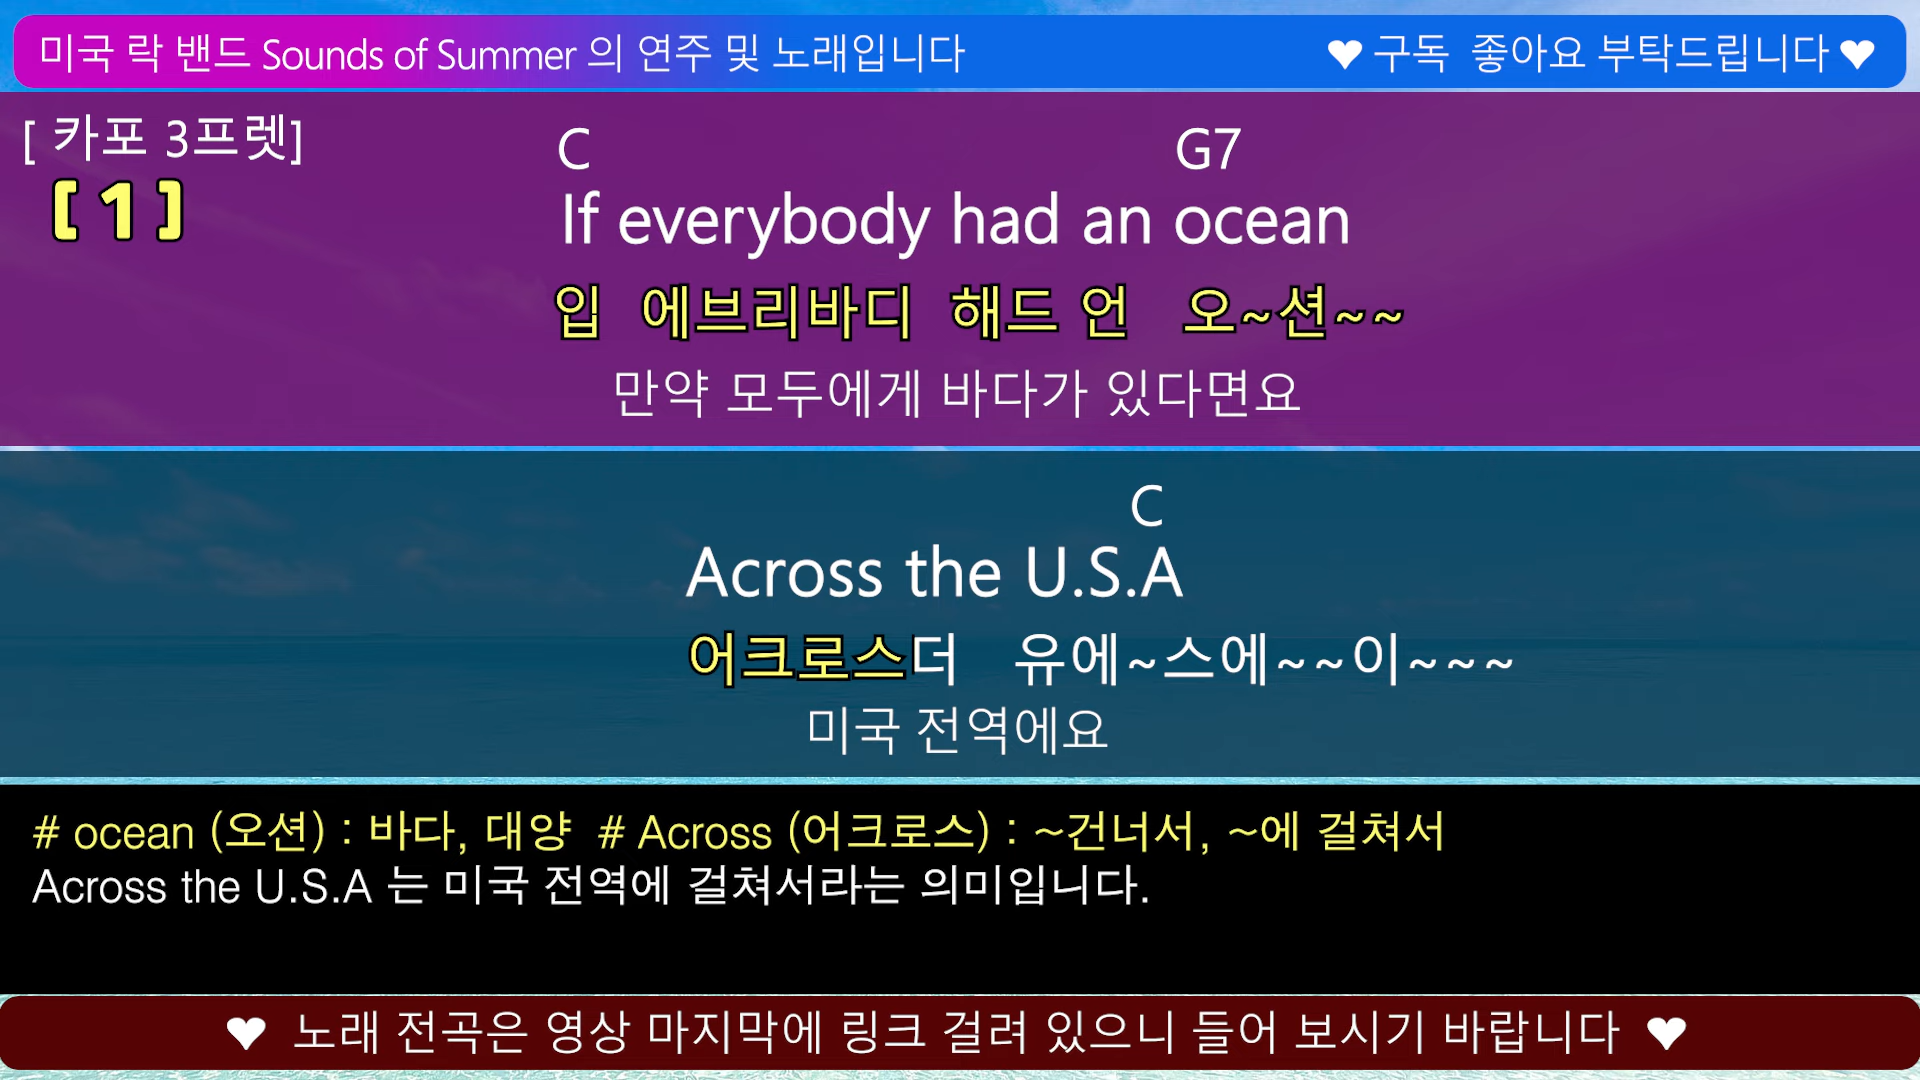 미국 락 밴드 Sounds of Summer 의 연주 및 노래입니다
♥ 구독 좋아요 부탁드립니다 ♥
[ 카포 3프렛]
[ 1 ]
C G7
If everybody had an ocean
입 에브리바디 해드 언 오~션~~
만약 모두에게 바다가 있다면요
C
Across the U.S.A
어크로스더 유에~스에~~이~~~
미국 전역에요
# ocean (오션) : 바다, 대양 # Across (어크로스) : ~건너서, ~에 걸쳐서
Across the U.S.A 는 미국 전역에 걸쳐서라는 의미입니다.
♥ 노래 전곡은 영상 마지막에 링크 걸려 있으니 들어 보시기 바랍니다 ♥